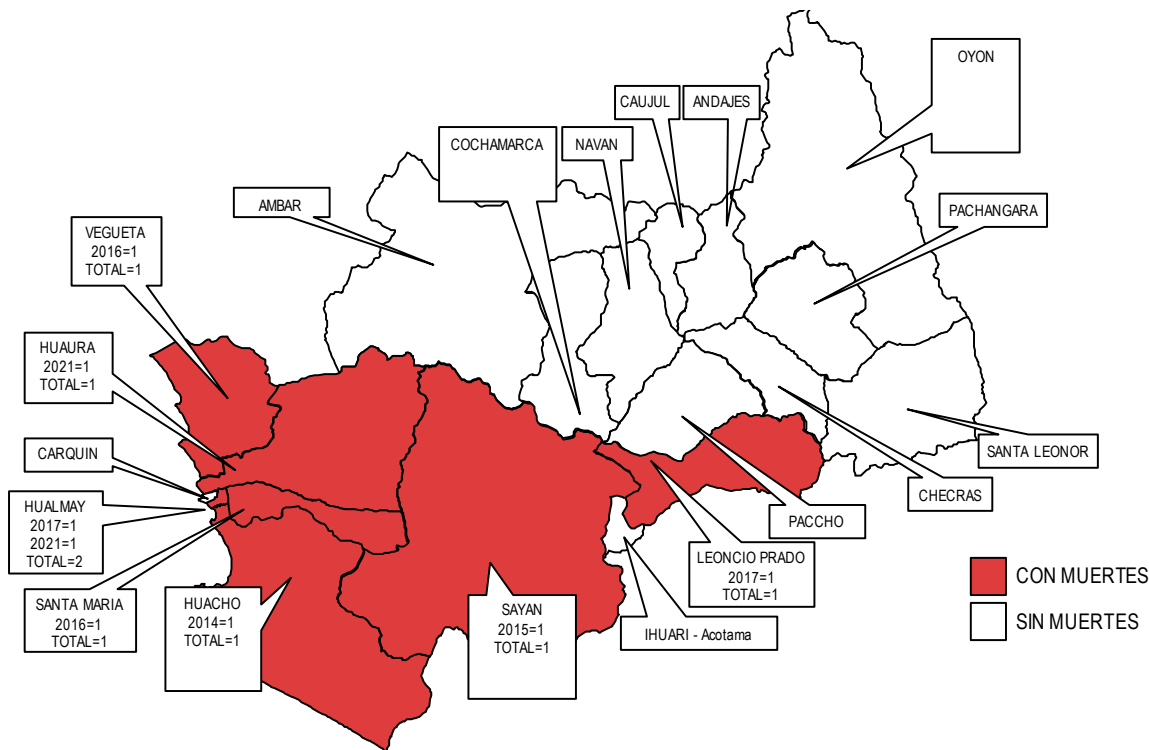 OYON
CAUJUL
ANDAJES
COCHAMARCA
NAVAN
AMBAR
PACHANGARA
VEGUETA
2016=1
TOTAL=1
HUAURA
2021=1
TOTAL=1
CARQUIN
SANTA LEONOR
CHECRAS
HUALMAY
2017=1
2021=1
TOTAL=2
PACCHO
LEONCIO PRADO
2017=1
TOTAL=1
SANTA MARIA
2016=1
TOTAL=1
HUACHO
2014=1
TOTAL=1
SAYAN
2015=1
TOTAL=1
IHUARI - Acotama
CON MUERTES
SIN MUERTES